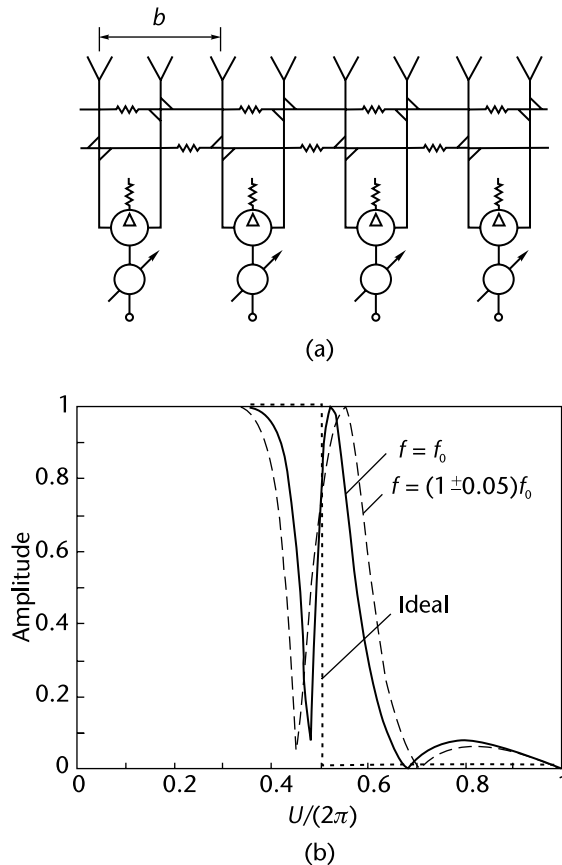 b
(a)
1
0.8
0.6
0.4
0.2
0
Amplitude
f = f₀
f = (1 ±0.05)f₀
Ideal
0 0.2 0.4 0.6 0.8 1
U/(2π)
(b)